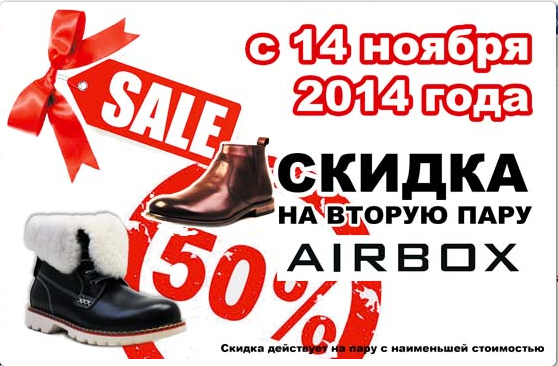 с 14 ноября
2014 года
SALE
СКИДКА
НА ВТОРУЮ ПАРУ
AIRBOX
50%
Скидка действует на пару с наименьшей стоимостью